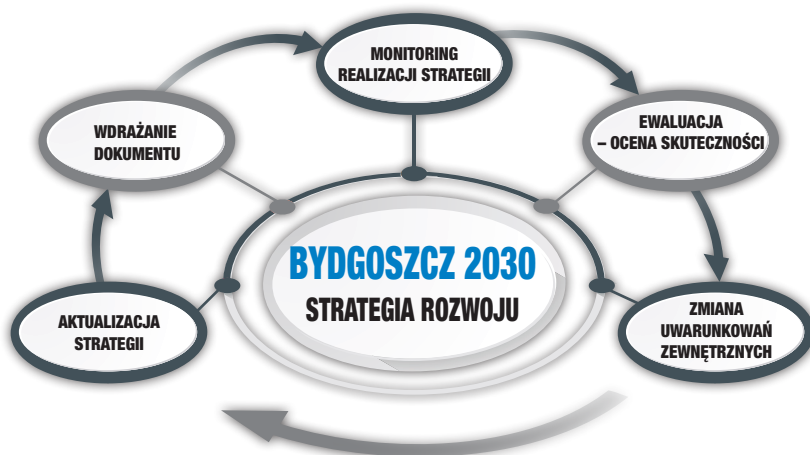 MONITORING
REALIZACJI STRATEGII
WDRAŻANIE
DOKUMENTU
EWALUACJA
– OCENA SKUTECZNOŚCI
BYDGOSZCZ 2030
STRATEGIA ROZWOJU
AKTUALIZACJA
STRATEGII
ZMIANA
UWARUNKOWAŃ
ZEWNĘTRZNYCH